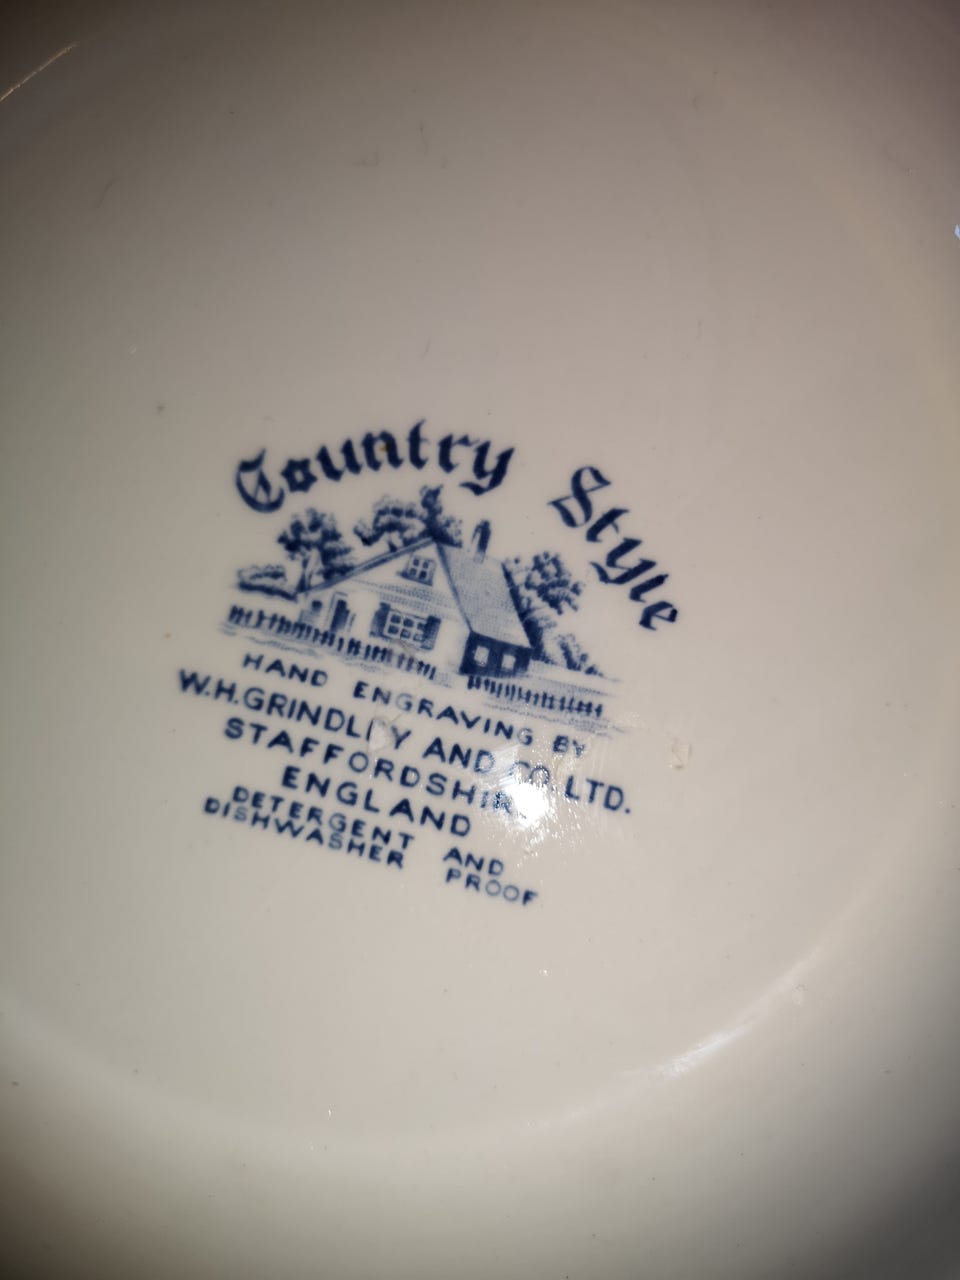 Country Style
HAND ENGRAVING BY
W.H.GRINDLEY AND CO. LTD.
STAFFORDSHIRE
ENGLAND
DETERGENT AND
DISHWASHER PROOF